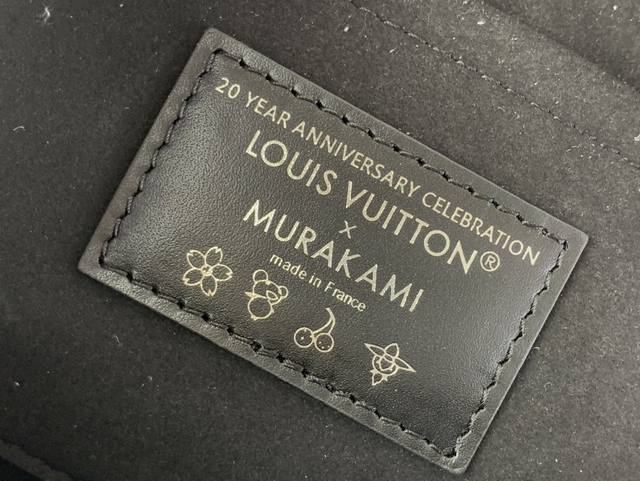 20 YEAR ANNIVERSARY CELEBRATION
LOUIS VUITTON®
x
MURAKAMI
made in France